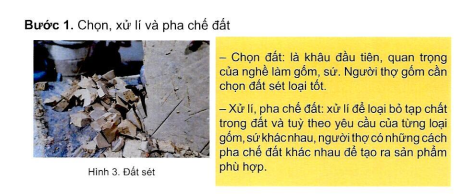 Bước 1. Chọn, xử lí và pha chế đất
– Chọn đất: là khâu đầu tiên, quan trọng
của nghề làm gốm, sứ. Người thợ gốm cần
chọn đất sét loại tốt.
– Xử lí, pha chế đất: xử lí để loại bỏ tạp chất
trong đất và tuỳ theo yêu cầu của từng loại
gốm, sứ khác nhau, người thợ có những cách
pha chế đất khác nhau để tạo ra sản phẩm
phù hợp.
Hình 3. Đất sét